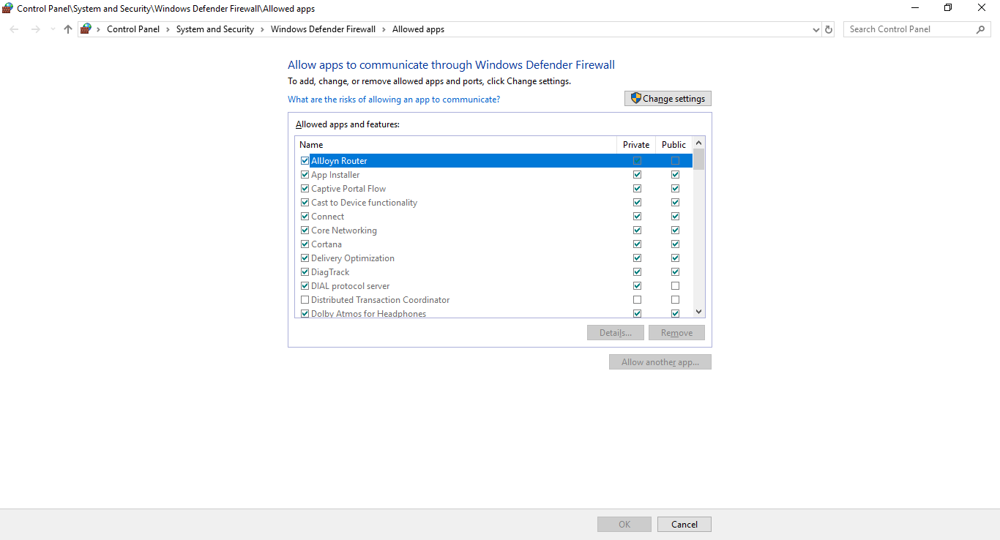 Control Panel\System and Security\Windows Defender Firewall\Allowed apps
Control Panel > System and Security > Windows Defender Firewall > Allowed apps
Search Control Panel
Allow apps to communicate through Windows Defender Firewall
To add, change, or remove allowed apps and ports, click Change settings.
What are the risks of allowing an app to communicate?
Change settings
Allowed apps and features:
Name Private Public
AllJoyn Router
App Installer
Captive Portal Flow
Cast to Device functionality
Connect
Core Networking
Cortana
Delivery Optimization
DiagTrack
DIAL protocol server
Distributed Transaction Coordinator
Dolby Atmos for Headphones
Details... Remove
Allow another app...
OK Cancel